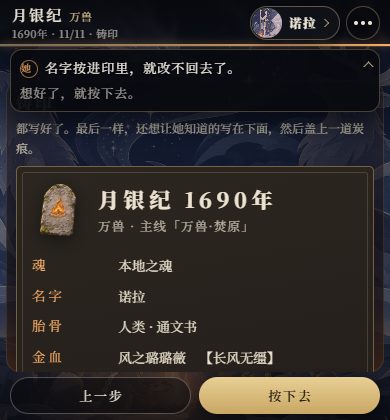 月银纪 万兽
1690年 · 11/11 · 铸印
诺拉
她 名字按进印里，就改不回去了。
想好了，就按下去。
都写好了。最后一样，还想让她知道的写在下面，然后盖上一道炭
痕。
月银纪 1690年
万兽 · 主线「万兽·焚原」
魂 本地之魂
名字 诺拉
胎骨 人类 · 通文书
金血 风之璐璐薇 【长风无缰】
上一步
按下去